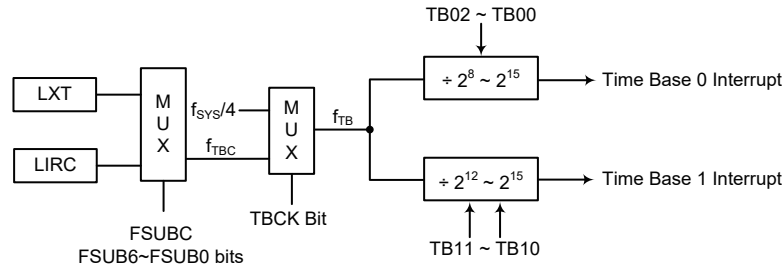 TB02 ~ TB00
÷ 2⁸ ~ 2¹⁵
Time Base 0 Interrupt
LXT
LIRC
M
U
X
fSYS/4
fTBC
M
U
X
fTB
÷ 2¹² ~ 2¹⁵
Time Base 1 Interrupt
TBCK Bit
FSUBC
FSUB6~FSUB0 bits
TB11 ~ TB10